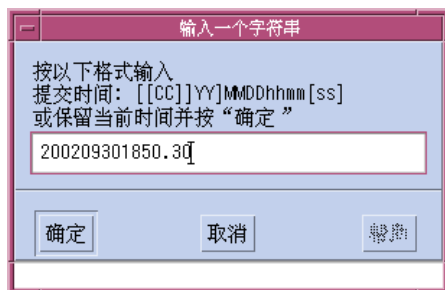 输入一个字符串
按以下格式输入
提交时间: [[CC]]YY]MMDDhhmm[ss]
或保留当前时间并按“确定”
200209301850.30
确定
取消